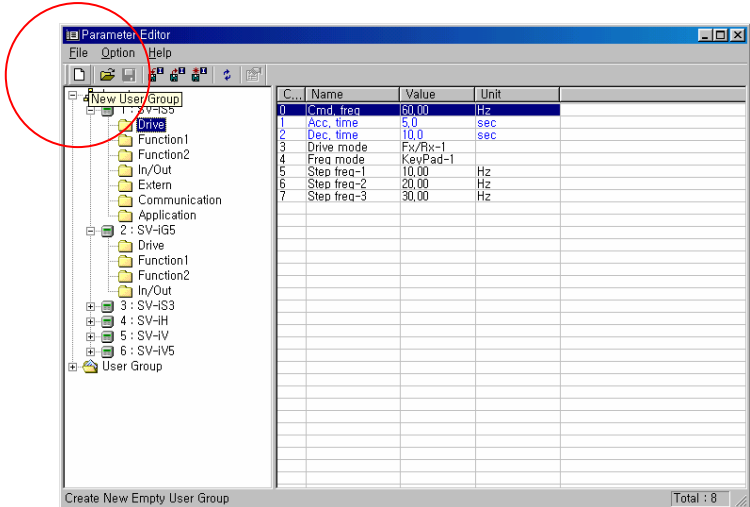 Parameter Editor
File Option Help
New User Group
1 : SV-iS5
Drive
Function1
Function2
In/Out
Extern
Communication
Application
2 : SV-iG5
Drive
Function1
Function2
In/Out
3 : SV-iS3
4 : SV-iH
5 : SV-iV
6 : SV-iV5
User Group
C... Name Value Unit
0 Cmd, freq 60,00 Hz
1 Acc, time 5,0 sec
2 Dec, time 10,0 sec
3 Drive mode Fx/Rx-1
4 Freq mode KeyPad-1
5 Step freq-1 10,00 Hz
6 Step freq-2 20,00 Hz
7 Step freq-3 30,00 Hz
Create New Empty User Group
Total : 8